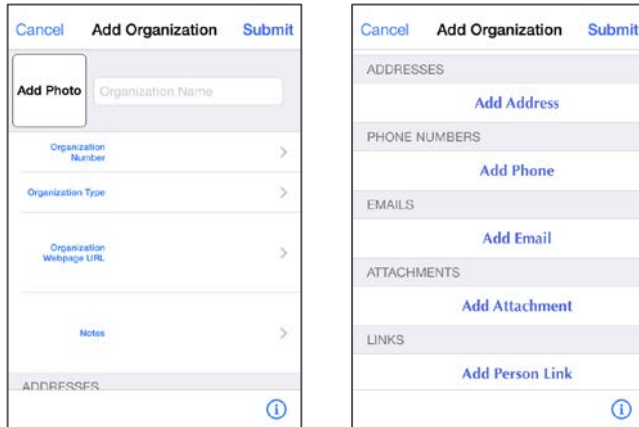 Cancel Add Organization Submit
Add Photo Organization Name
Organization
Number
Organization Type
Organization
Webpage URL
Notes
ADDRESSES
Cancel Add Organization Submit
ADDRESSES
Add Address
PHONE NUMBERS
Add Phone
EMAILS
Add Email
ATTACHMENTS
Add Attachment
LINKS
Add Person Link